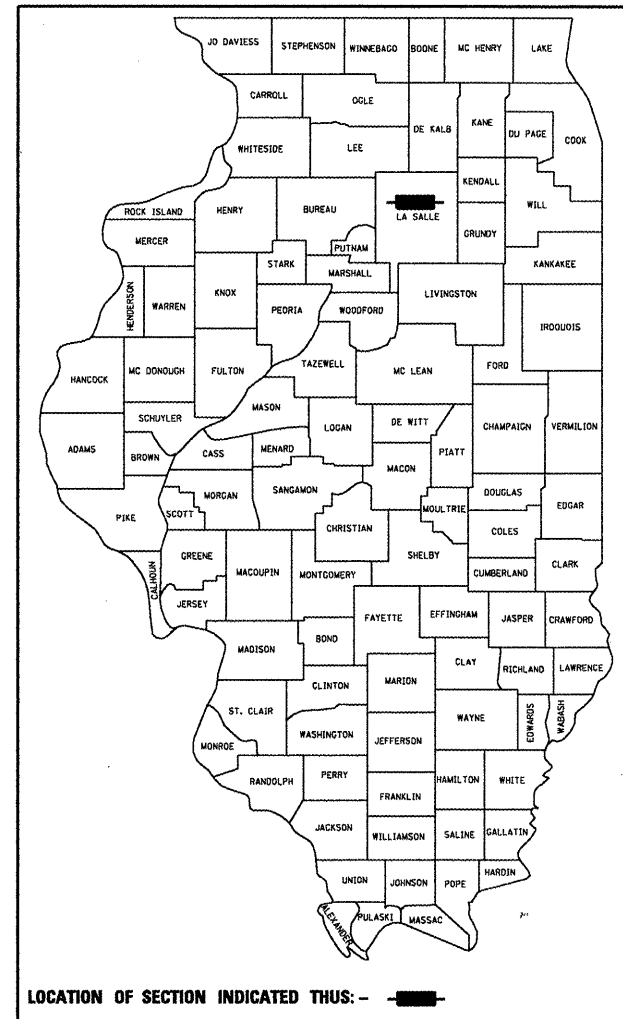 JO DAVIESS STEPHENSON WINNEBAGO BOONE MC HENRY LAKE
CARROLL OGLE
DE KALB KANE
DU PAGE COOK
WHITESIDE LEE
KENDALL WILL
ROCK ISLAND HENRY BUREAU LA SALLE
MERCER PUTNAM GRUNDY
STARK MARSHALL KANKAKEE
HENDERSON WARREN KNOX PEORIA WOODFORD LIVINGSTON IROQUOIS
HANCOCK MC DONOUGH FULTON TAZEWELL MC LEAN FORD
SCHUYLER MASON LOGAN DE WITT CHAMPAIGN VERMILION
ADAMS BROWN CASS MENARD MACON PIATT
PIKE SCOTT MORGAN SANGAMON MOULTRIE DOUGLAS EDGAR
CHRISTIAN COLES
GREENE MACOUPIN MONTGOMERY SHELBY CUMBERLAND CLARK
CALHOUN JERSEY FAYETTE EFFINGHAM JASPER CRAWFORD
MADISON BOND CLAY RICHLAND LAWRENCE
CLINTON MARION
ST. CLAIR WASHINGTON JEFFERSON WAYNE EDWARDS WABASH
MONROE
RANDOLPH PERRY FRANKLIN HAMILTON WHITE
JACKSON WILLIAMSON SALINE GALLATIN
UNION JOHNSON POPE HARDIN
ALEXANDER PULASKI MASSAC
LOCATION OF SECTION INDICATED THUS: -